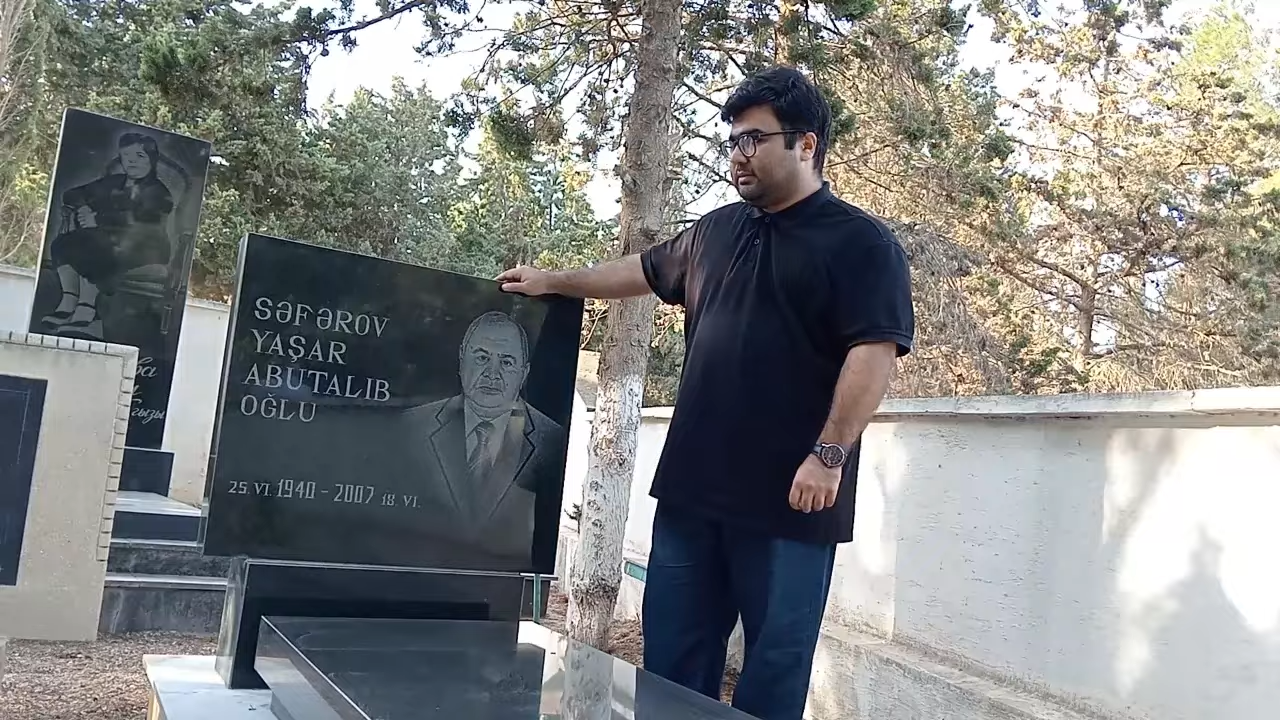 SƏFƏROV
YAŞAR
ABUTALIB
OĞLU
25. VI. 1940 - 2007 18. VI.